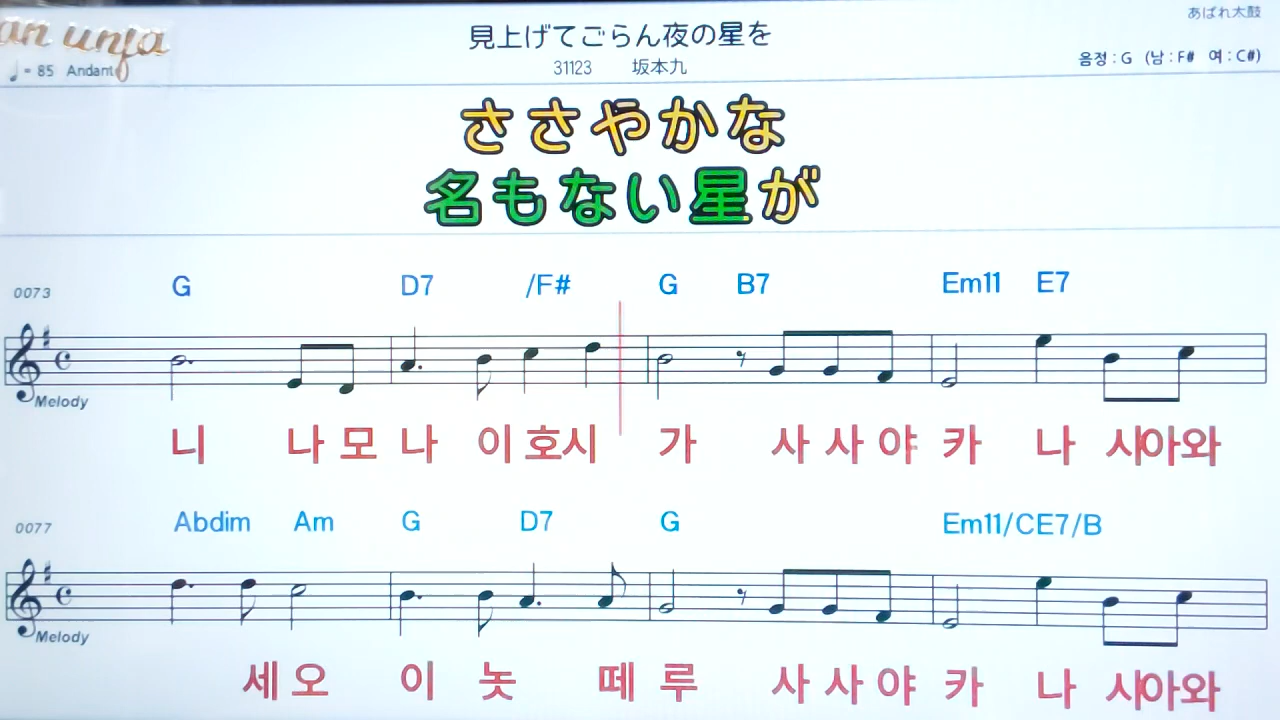 an unja
見上げてごらん夜の星を
あばれ太鼓
♩= 85 Andant
31123 坂本九
음정 : G (남 : F# 여 : C#)
ささやかな
名もない星が
0073
G D7 /F# G B7 Em11 E7
Melody
니 나 모 나 이 호 시 가 사 사 야 카 나 시아와
0077
Abdim Am G D7 G Em11/CE7/B
Melody
세 오 이 놋 떼 루 사 사 야 카 나 시아와